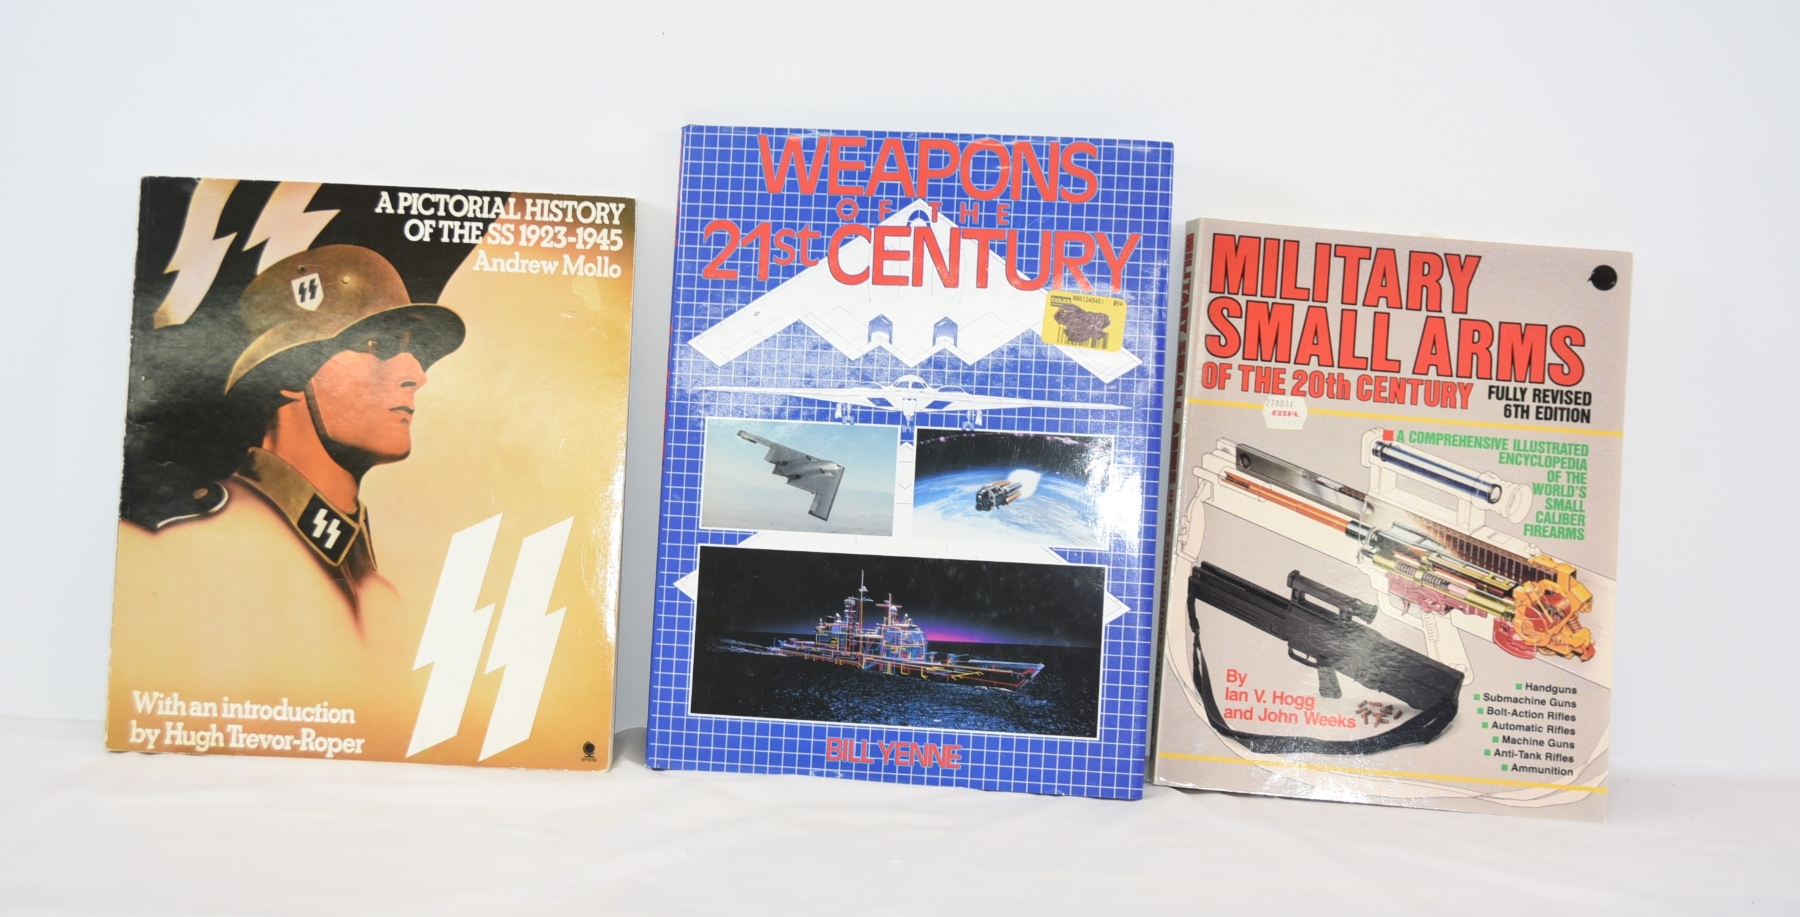 A PICTORIAL HISTORY
OF THE SS 1923-1945
Andrew Mollo
With an introduction
by Hugh Trevor-Roper
WEAPONS
OF THE
21st CENTURY
COLES
BILL YENNE
MILITARY
SMALL ARMS
OF THE 20th CENTURY
FULLY REVISED
6TH EDITION
A COMPREHENSIVE ILLUSTRATED
ENCYCLOPEDIA
OF THE
WORLD'S
SMALL
CALIBER
FIREARMS
By
Ian V. Hogg
and John Weeks
Handguns
Submachine Guns
Bolt-Action Rifles
Automatic Rifles
Machine Guns
Anti-Tank Rifles
Ammunition